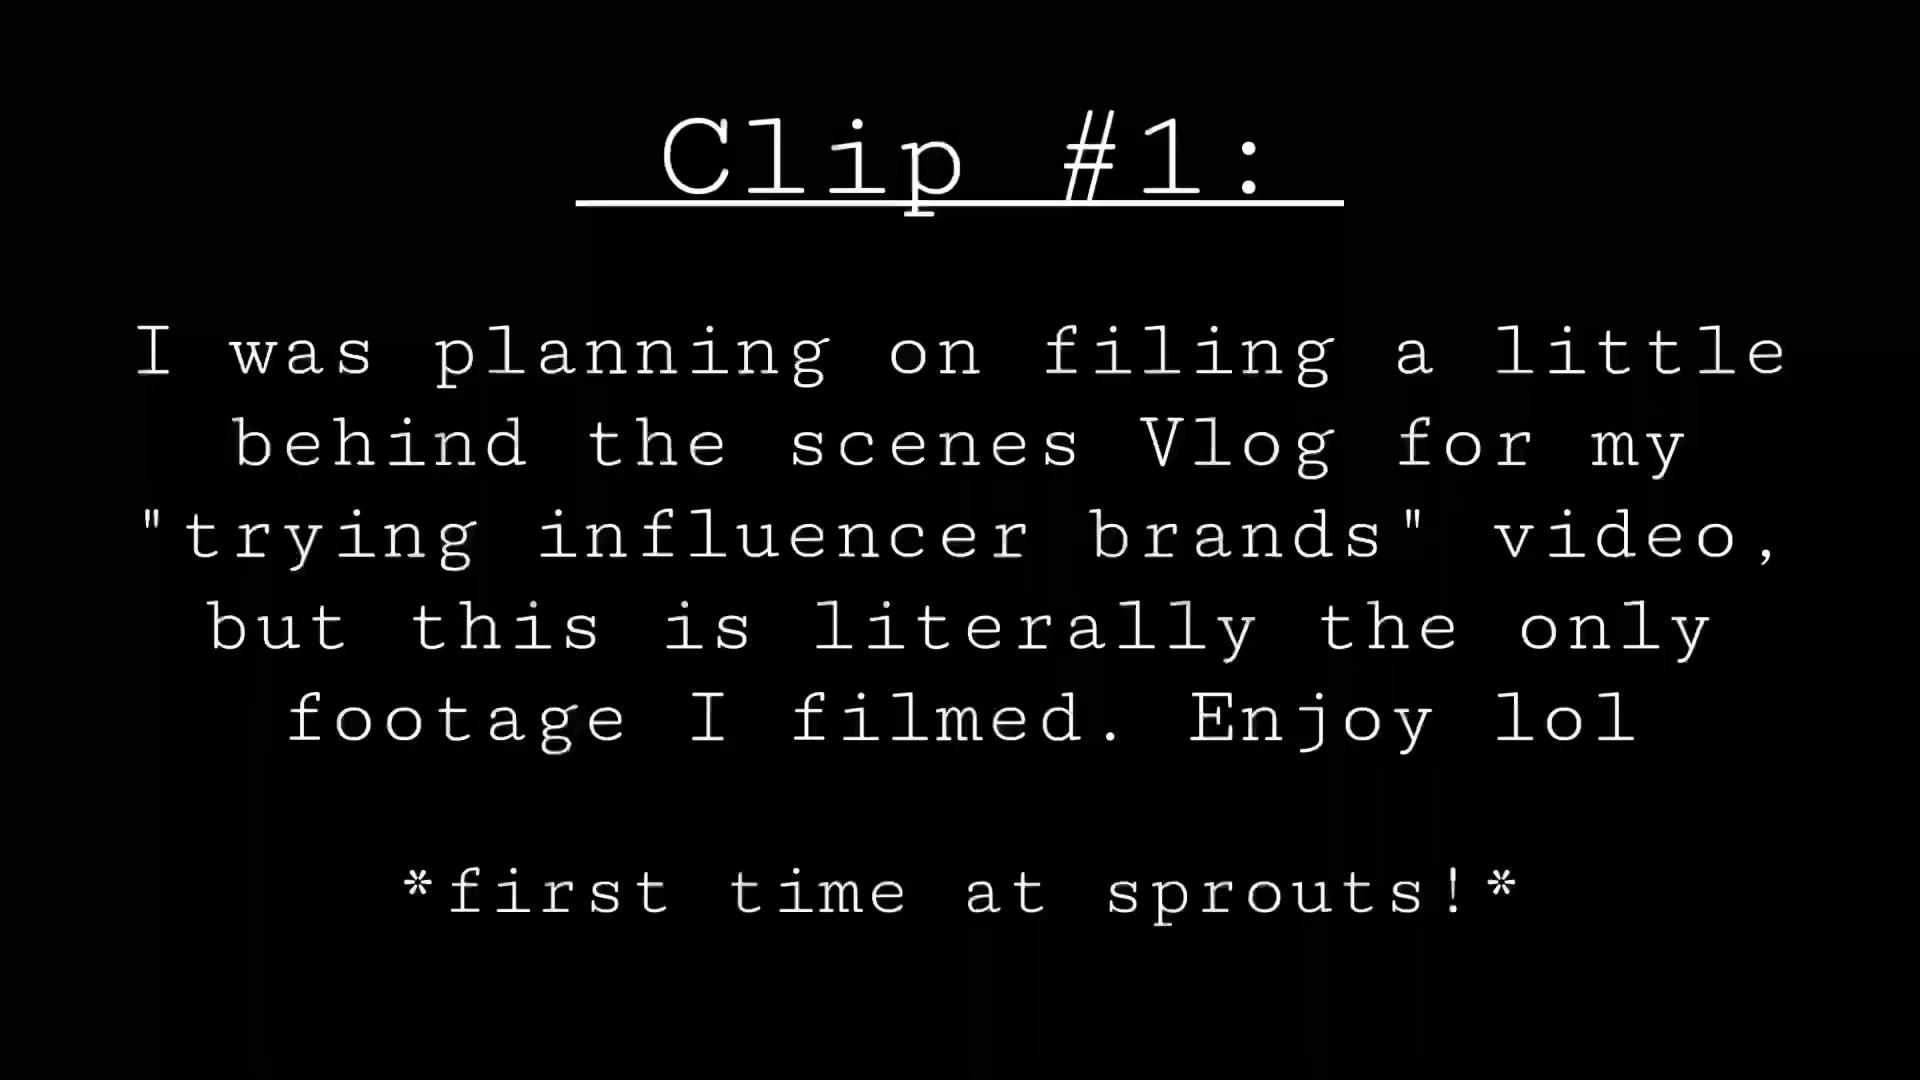 Clip #1:
I was planning on filing a little
behind the scenes Vlog for my
"trying influencer brands" video,
but this is literally the only
footage I filmed. Enjoy lol
*first time at sprouts!*